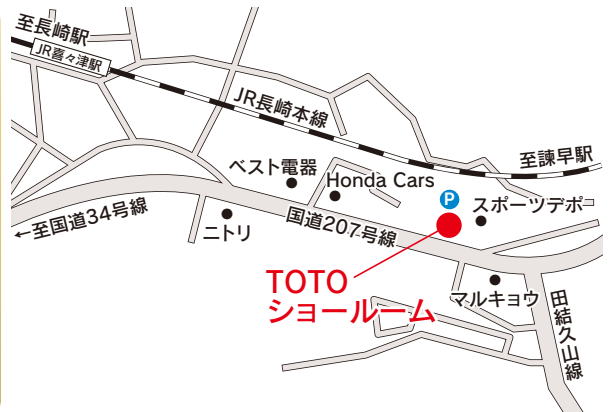 至長崎駅
JR喜々津駅
JR長崎本線
至諫早駅
ベスト電器
Honda Cars
P
スポーツデポ
←至国道34号線
ニトリ
国道207号線
TOTO
ショールーム
マルキョウ
田結久山線